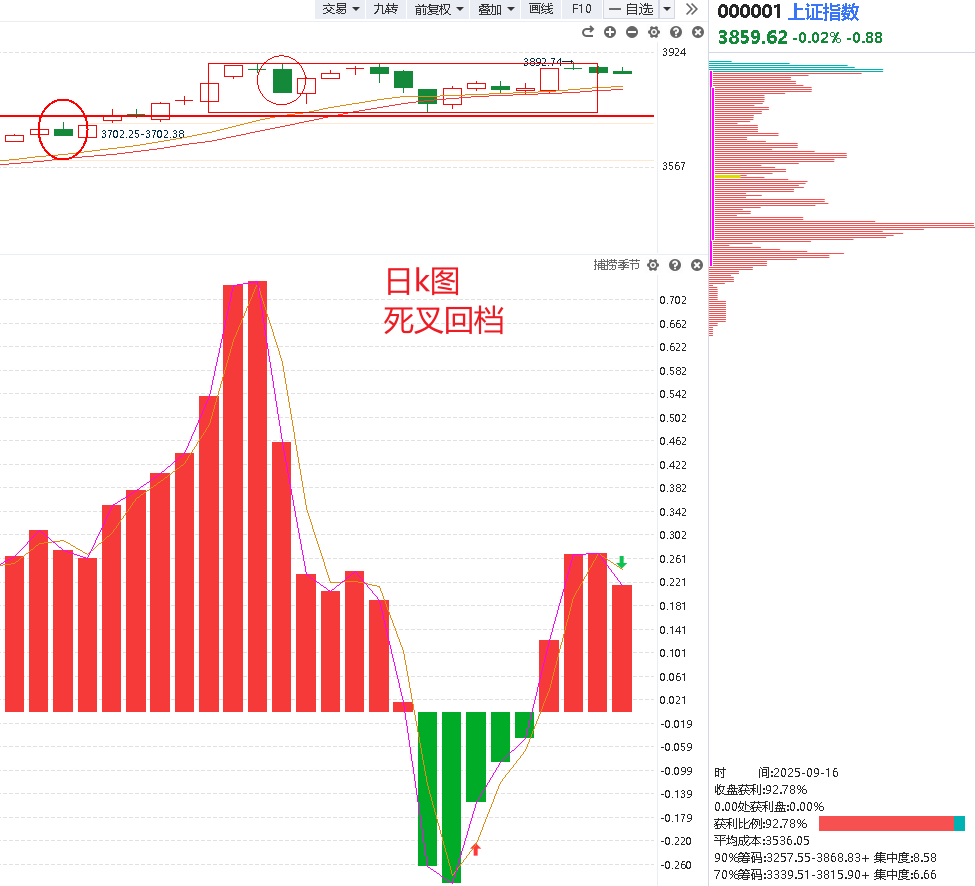 交易 九转 前复权 叠加 画线 F10 一 自选
000001 上证指数
3859.62 -0.02% -0.88
3924
3892.74
3702.25-3702.38
3567
捕捞季节
日k图
死叉回档
0.702
0.662
0.622
0.582
0.542
0.502
0.462
0.422
0.382
0.342
0.302
0.261
0.221
0.181
0.141
0.101
0.061
0.021
-0.019
-0.059
-0.099
-0.139
-0.179
-0.220
-0.260
时 间:2025-09-16
收盘获利:92.78%
0.00处获利盘:0.00%
获利比例:92.78%
平均成本:3536.05
90%筹码:3257.55-3868.83+ 集中度:8.58
70%筹码:3339.51-3815.90+ 集中度:6.66